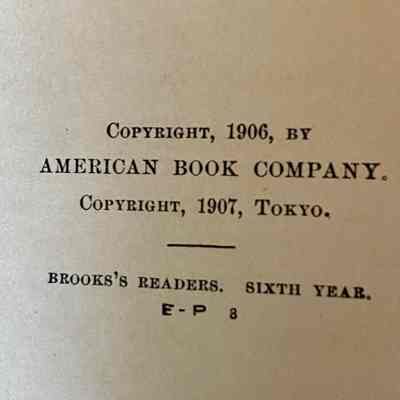 COPYRIGHT, 1906, BY
AMERICAN BOOK COMPANY.
COPYRIGHT, 1907, TOKYO.
BROOKS'S READERS. SIXTH YEAR.
E-P 8